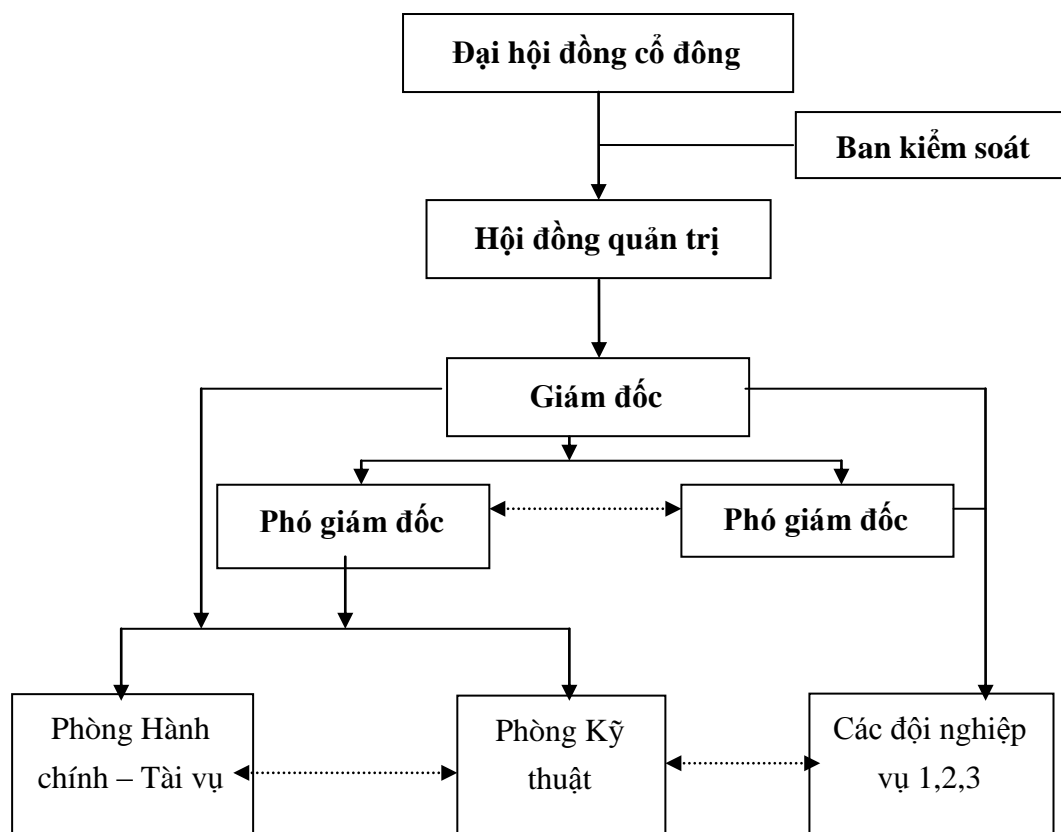 Đại hội đồng cổ đông
Ban kiểm soát
Hội đồng quản trị
Giám đốc
Phó giám đốc
Phó giám đốc
Phòng Hành
chính – Tài vụ
Phòng Kỹ
thuật
Các đội nghiệp
vụ 1,2,3